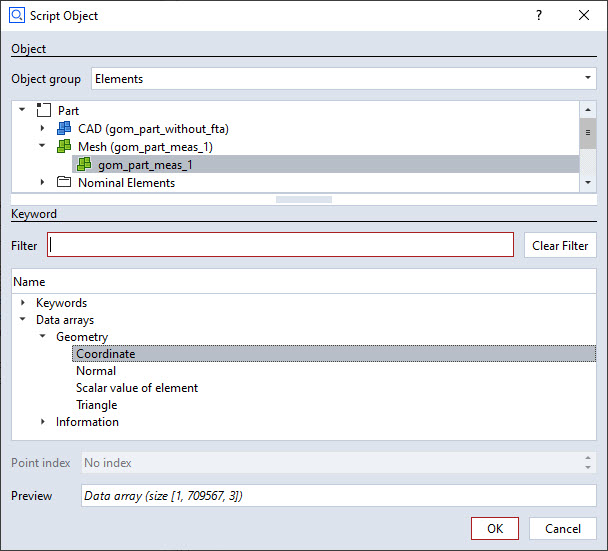 Script Object
?
Object
Object group Elements
Part
CAD (gom_part_without_fta)
Mesh (gom_part_meas_1)
gom_part_meas_1
Nominal Elements
Keyword
Filter Clear Filter
Name
Keywords
Data arrays
Geometry
Coordinate
Normal
Scalar value of element
Triangle
Information
Point index No index
Preview Data array (size [1, 709567, 3])
OK Cancel